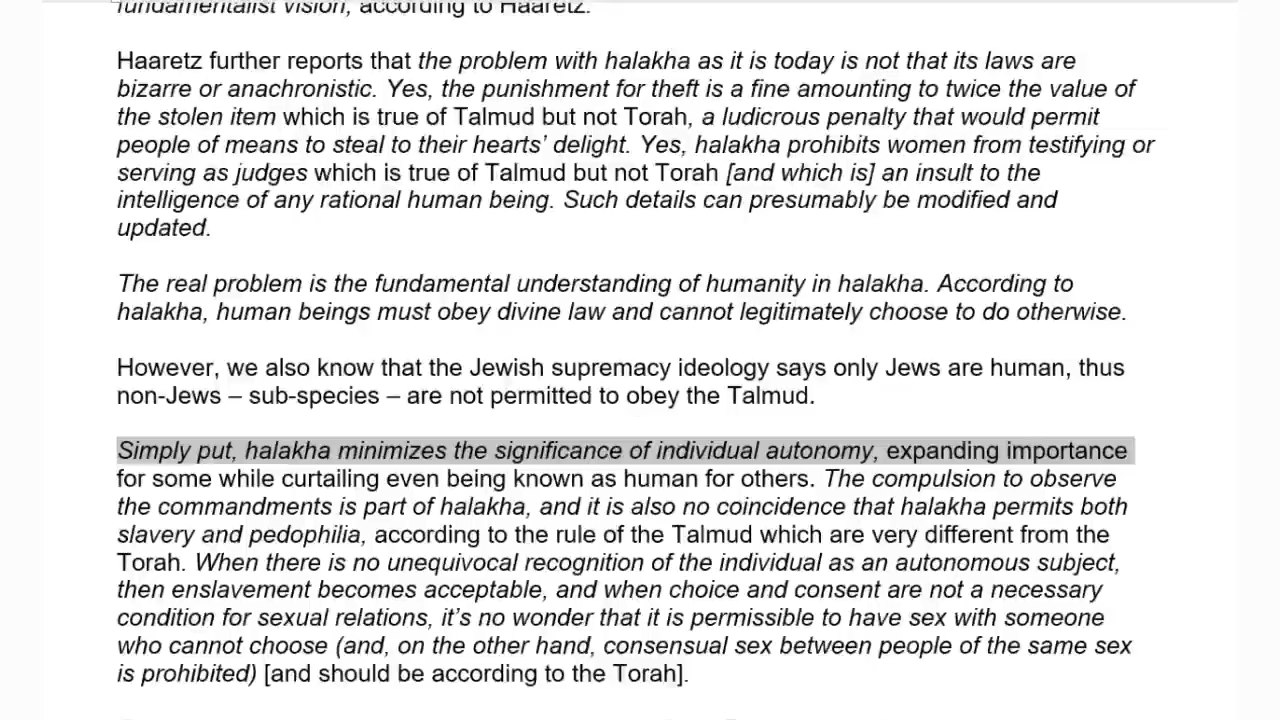 fundamentalist vision, according to Haaretz.
Haaretz further reports that the problem with halakha as it is today is not that its laws are
bizarre or anachronistic. Yes, the punishment for theft is a fine amounting to twice the value of
the stolen item which is true of Talmud but not Torah, a ludicrous penalty that would permit
people of means to steal to their hearts’ delight. Yes, halakha prohibits women from testifying or
serving as judges which is true of Talmud but not Torah [and which is] an insult to the
intelligence of any rational human being. Such details can presumably be modified and
updated.
The real problem is the fundamental understanding of humanity in halakha. According to
halakha, human beings must obey divine law and cannot legitimately choose to do otherwise.
However, we also know that the Jewish supremacy ideology says only Jews are human, thus
non-Jews – sub-species – are not permitted to obey the Talmud.
Simply put, halakha minimizes the significance of individual autonomy, expanding importance
for some while curtailing even being known as human for others. The compulsion to observe
the commandments is part of halakha, and it is also no coincidence that halakha permits both
slavery and pedophilia, according to the rule of the Talmud which are very different from the
Torah. When there is no unequivocal recognition of the individual as an autonomous subject,
then enslavement becomes acceptable, and when choice and consent are not a necessary
condition for sexual relations, it’s no wonder that it is permissible to have sex with someone
who cannot choose (and, on the other hand, consensual sex between people of the same sex
is prohibited) [and should be according to the Torah].